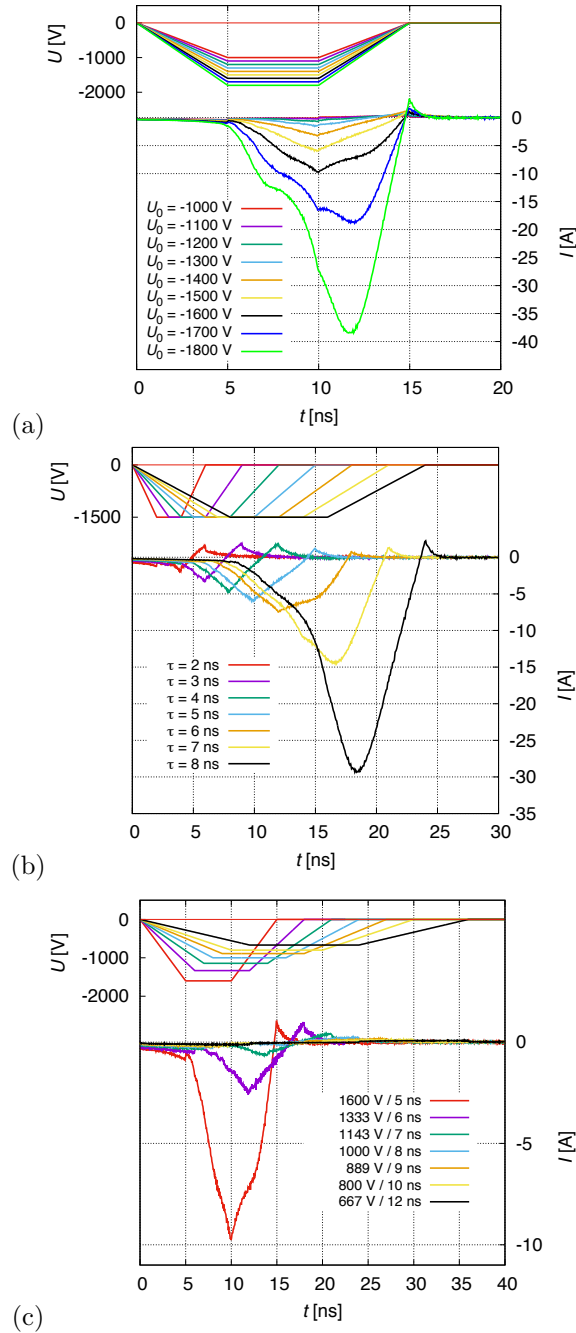 0
-1000
-2000
U [V]
0
-5
-10
-15
-20
-25
-30
-35
-40
I [A]
U0 = -1000 V
U0 = -1100 V
U0 = -1200 V
U0 = -1300 V
U0 = -1400 V
U0 = -1500 V
U0 = -1600 V
U0 = -1700 V
U0 = -1800 V
0 5 10 15 20
t [ns]
(a)
0
-1500
U [V]
0
-5
-10
-15
-20
-25
-30
-35
I [A]
τ = 2 ns
τ = 3 ns
τ = 4 ns
τ = 5 ns
τ = 6 ns
τ = 7 ns
τ = 8 ns
0 5 10 15 20 25 30
t [ns]
(b)
0
-1000
-2000
U [V]
0
-5
-10
I [A]
1600 V / 5 ns
1333 V / 6 ns
1143 V / 7 ns
1000 V / 8 ns
889 V / 9 ns
800 V / 10 ns
667 V / 12 ns
0 5 10 15 20 25 30 35 40
t [ns]
(c)